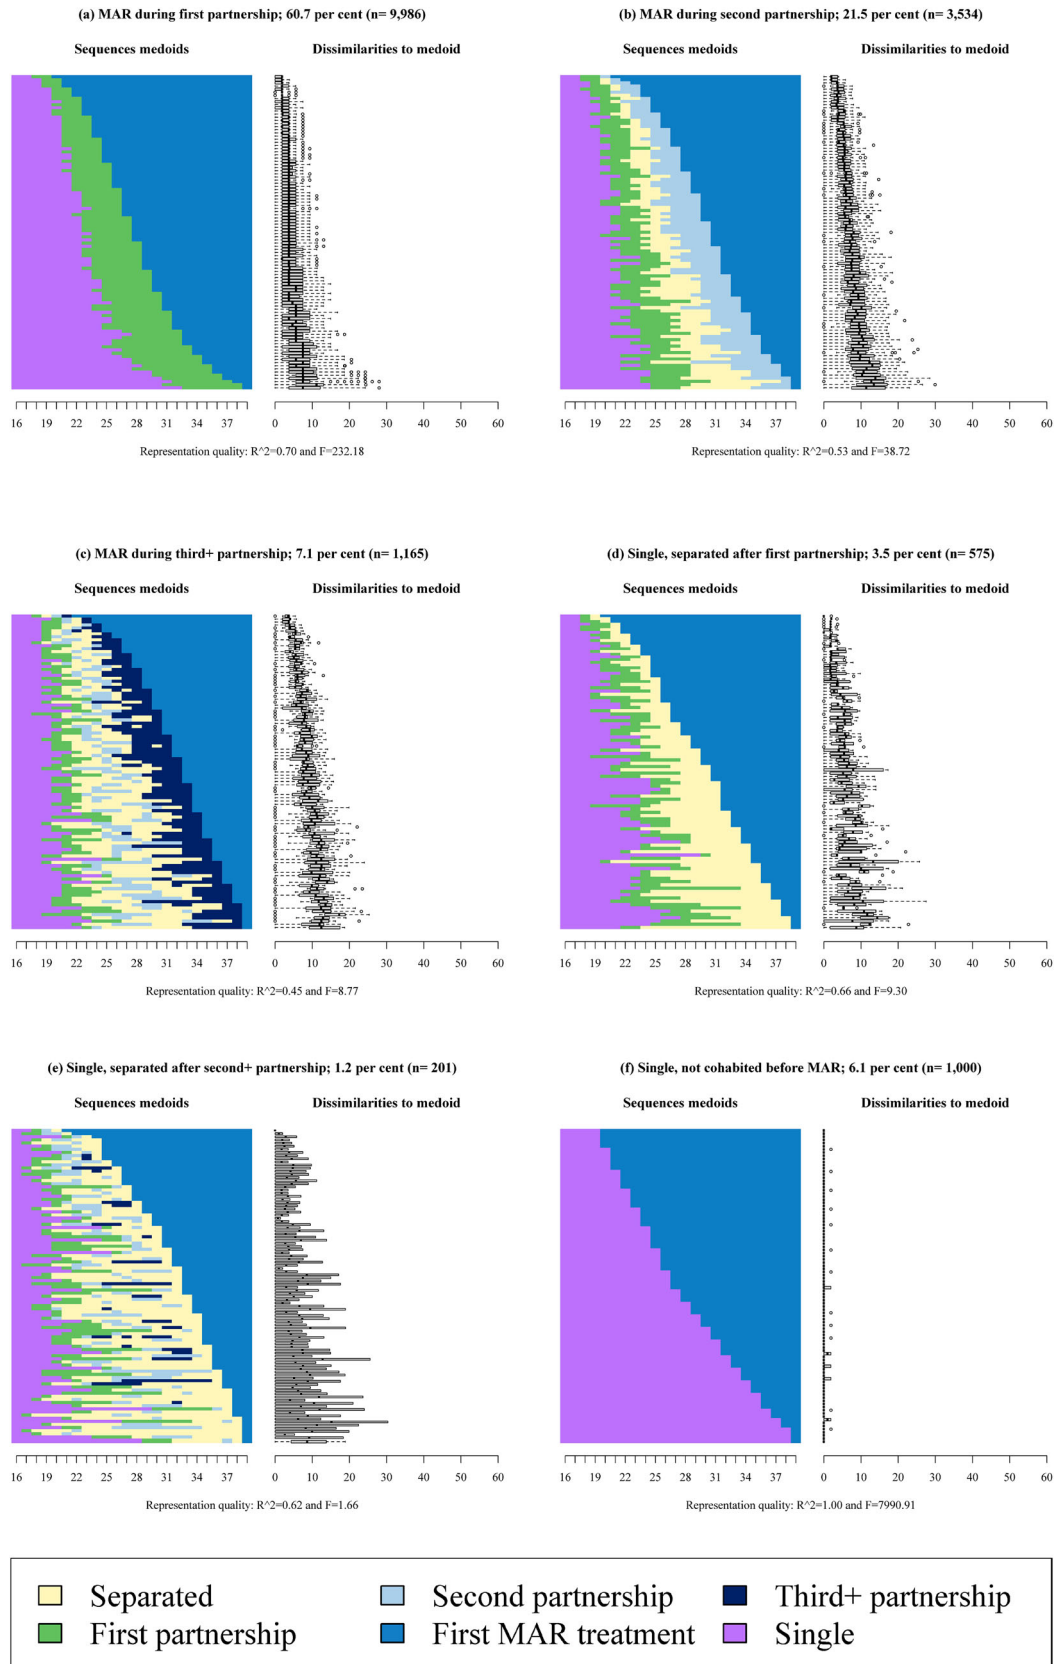 (a) MAR during first partnership; 60.7 per cent (n= 9,986)
(b) MAR during second partnership; 21.5 per cent (n= 3,534)
Sequences medoids
Dissimilarities to medoid
Sequences medoids
Dissimilarities to medoid
16 19 22 25 28 31 34 37
0 10 20 30 40 50 60
16 19 22 25 28 31 34 37
0 10 20 30 40 50 60
Representation quality: R^2=0.70 and F=232.18
Representation quality: R^2=0.53 and F=38.72
(c) MAR during third+ partnership; 7.1 per cent (n= 1,165)
(d) Single, separated after first partnership; 3.5 per cent (n= 575)
Sequences medoids
Dissimilarities to medoid
Sequences medoids
Dissimilarities to medoid
16 19 22 25 28 31 34 37
0 10 20 30 40 50 60
16 19 22 25 28 31 34 37
0 10 20 30 40 50 60
Representation quality: R^2=0.45 and F=8.77
Representation quality: R^2=0.66 and F=9.30
(e) Single, separated after second+ partnership; 1.2 per cent (n= 201)
(f) Single, not cohabited before MAR; 6.1 per cent (n= 1,000)
Sequences medoids
Dissimilarities to medoid
Sequences medoids
Dissimilarities to medoid
16 19 22 25 28 31 34 37
0 10 20 30 40 50 60
16 19 22 25 28 31 34 37
0 10 20 30 40 50 60
Representation quality: R^2=0.62 and F=1.66
Representation quality: R^2=1.00 and F=7990.91
Separated
Second partnership
Third+ partnership
First partnership
First MAR treatment
Single